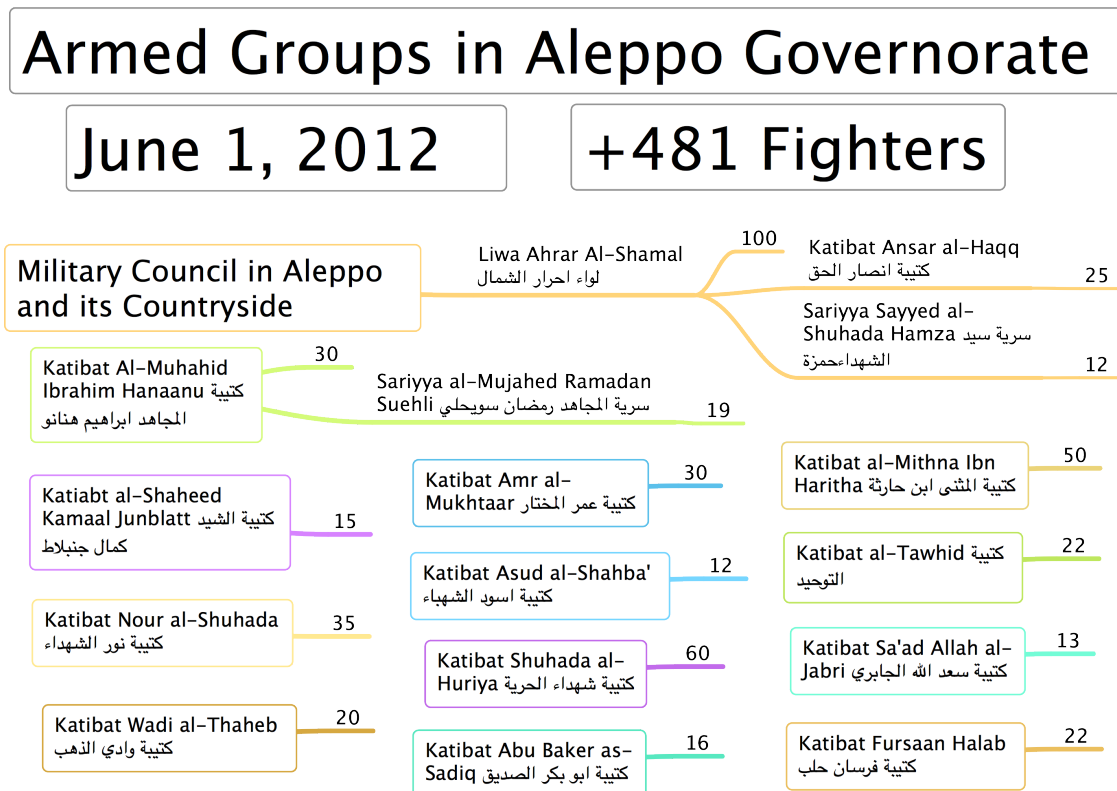 Armed Groups in Aleppo Governorate
June 1, 2012
+481 Fighters
Military Council in Aleppo
and its Countryside
Liwa Ahrar Al-Shamal
لواء احرار الشمال
100
Katibat Ansar al-Haqq
كتيبة انصار الحق
25
Sariyya Sayyed al-
Shuhada Hamza سرية سيد
الشهداءحمزة
12
Katibat Al-Muhahid
Ibrahim Hanaanu كتيبة
المجاهد ابراهيم هنانو
30
Sariyya al-Mujahed Ramadan
Suehli سرية المجاهد رمضان سويحلي
19
Katiabt al-Shaheed
Kamaal Junblatt كتيبة الشيد
كمال جنبلاط
15
Katibat Nour al-Shuhada
كتيبة نور الشهداء
35
Katibat Wadi al-Thaheb
كتيبة وادي الذهب
20
Katibat Amr al-
Mukhtaar كتيبة عمر المختار
30
Katibat Asud al-Shahba'
كتيبة اسود الشهباء
12
Katibat Shuhada al-
Huriya كتيبة شهداء الحرية
60
Katibat Abu Baker as-
Sadiq كتيبة ابو بكر الصديق
16
Katibat al-Mithna Ibn
Haritha كتيبة المثنى ابن حارثة
50
Katibat al-Tawhid كتيبة
التوحيد
22
Katibat Sa'ad Allah al-
Jabri كتيبة سعد الله الجابري
13
Katibat Fursaan Halab
كتيبة فرسان حلب
22